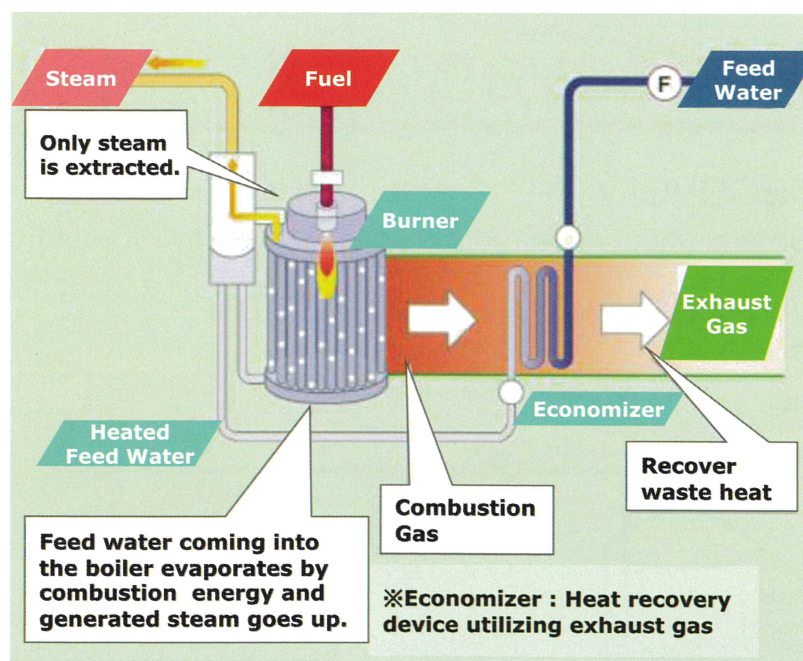 Steam
Fuel
Feed
Water
F
Only steam
is extracted.
Burner
Exhaust
Gas
Economizer
Heated
Feed Water
Recover
waste heat
Combustion
Gas
Feed water coming into
the boiler evaporates by
combustion energy and
generated steam goes up.
※Economizer : Heat recovery
device utilizing exhaust gas